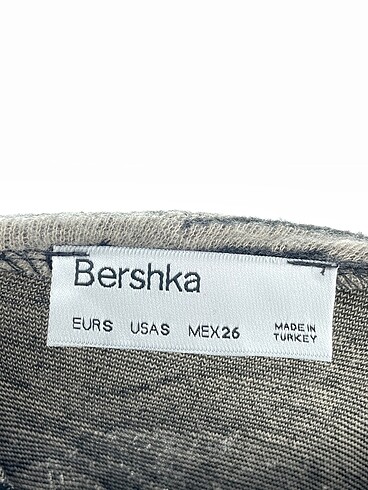 Bershka
EUR S USA S MEX 26 MADE IN
TURKEY